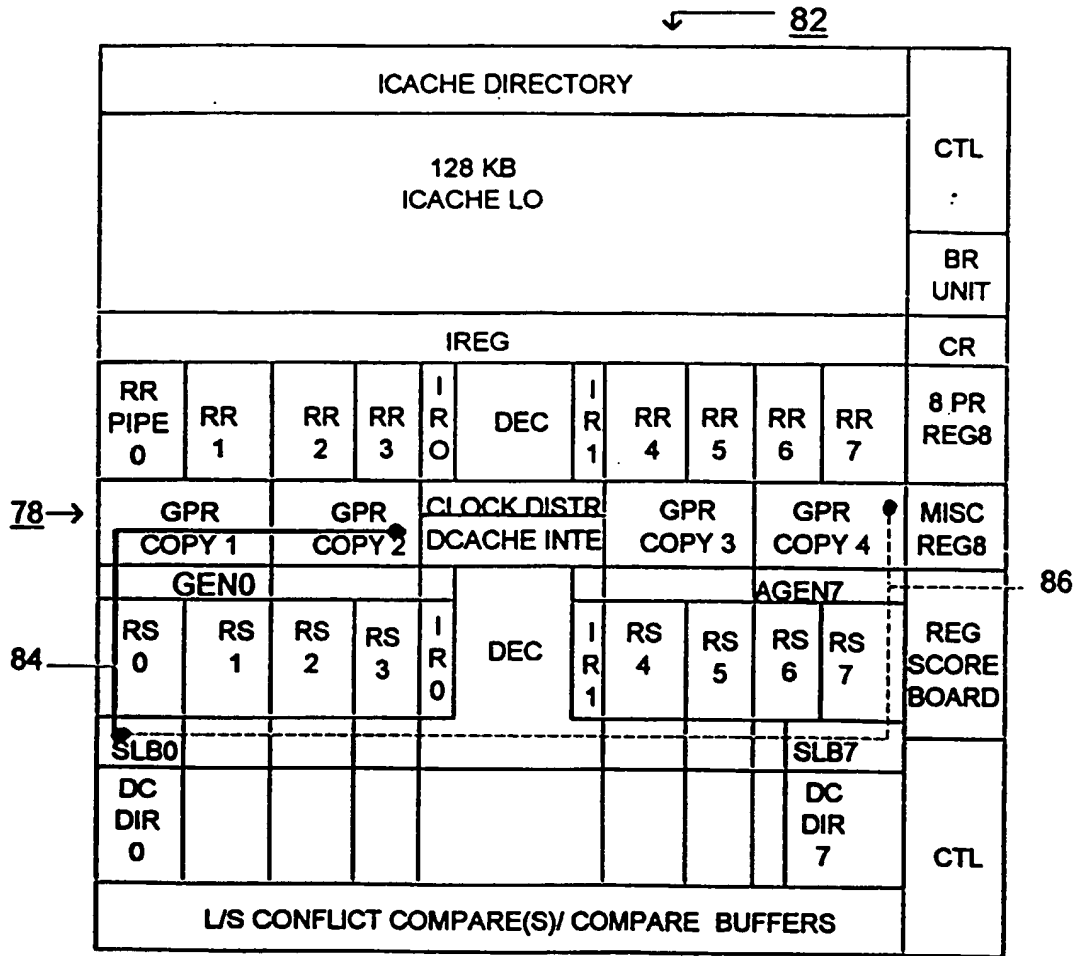 82
ICACHE DIRECTORY
CTL
128 KB
ICACHE LO
BR
UNIT
IREG
CR
RR
PIPE
0
RR
1
RR
2
RR
3
I
R
O
DEC
I
R
1
RR
4
RR
5
RR
6
RR
7
8 PR
REG8
78
GPR
COPY 1
GPR
COPY 2
CLOCK DISTR
DCACHE INTE
GPR
COPY 3
GPR
COPY 4
MISC
REG8
GEN0
AGEN7
86
84
RS
0
RS
1
RS
2
RS
3
I
R
0
DEC
I
R
1
RS
4
RS
5
RS
6
RS
7
REG
SCORE
BOARD
SLB0
SLB7
DC
DIR
0
DC
DIR
7
CTL
L/S CONFLICT COMPARE(S)/ COMPARE BUFFERS